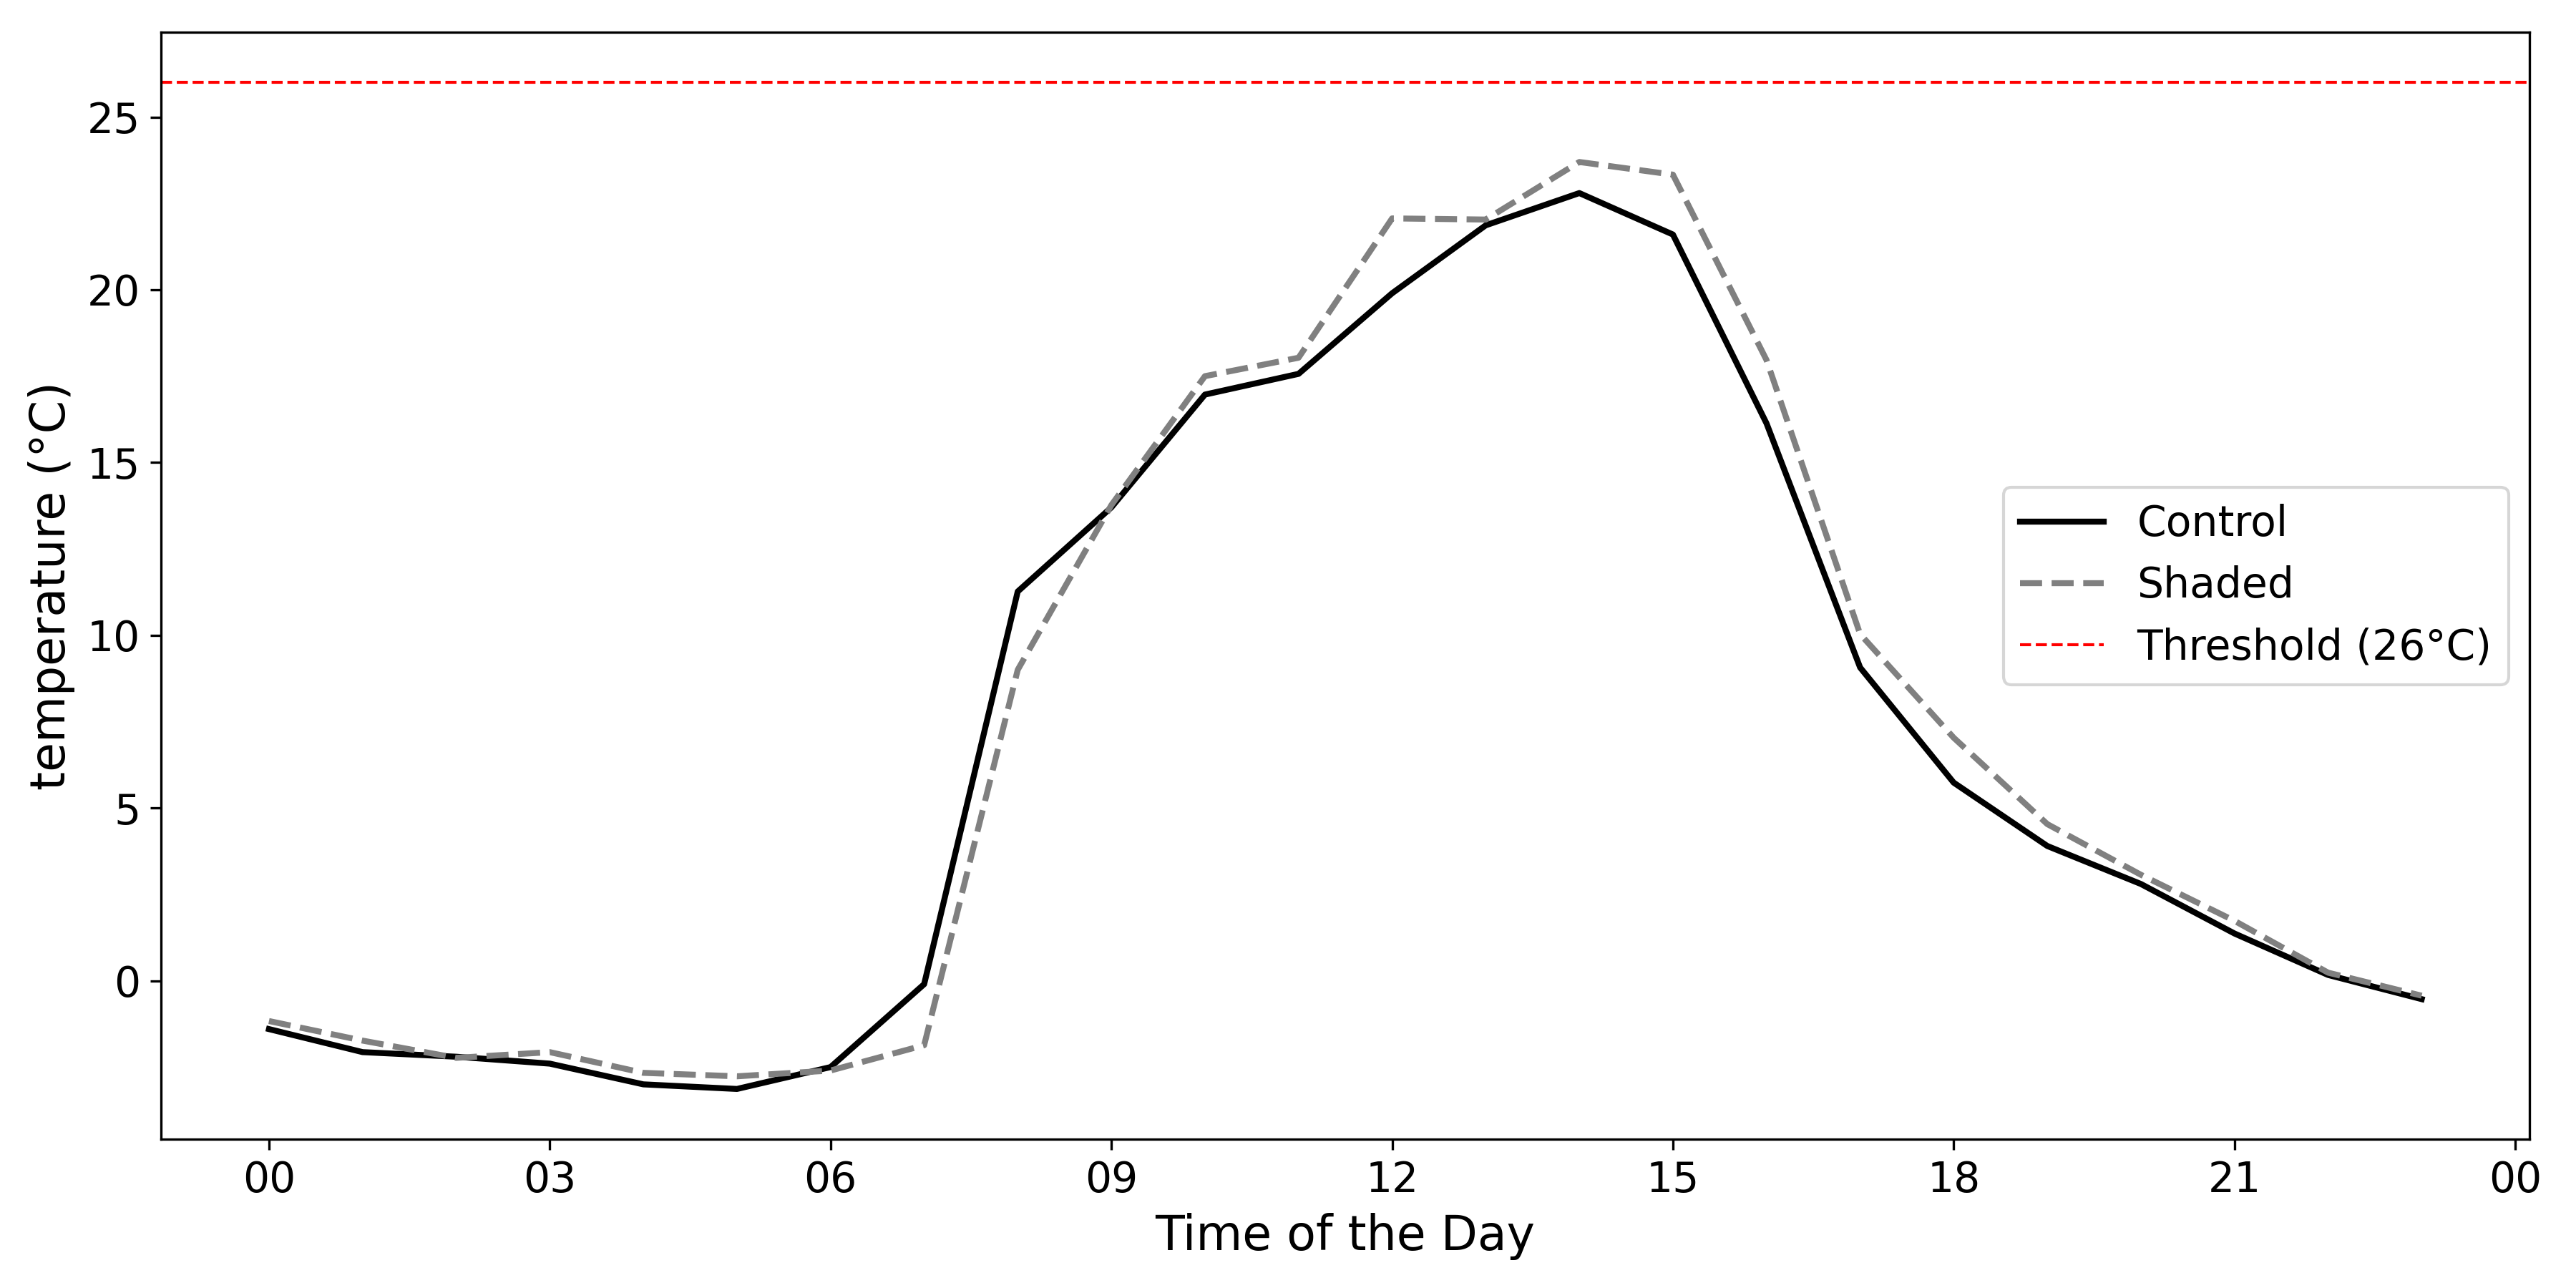 25
20
15
10
5
0
temperature (°C)
Control
Shaded
Threshold (26°C)
00 03 06 09 12 15 18 21 00
Time of the Day